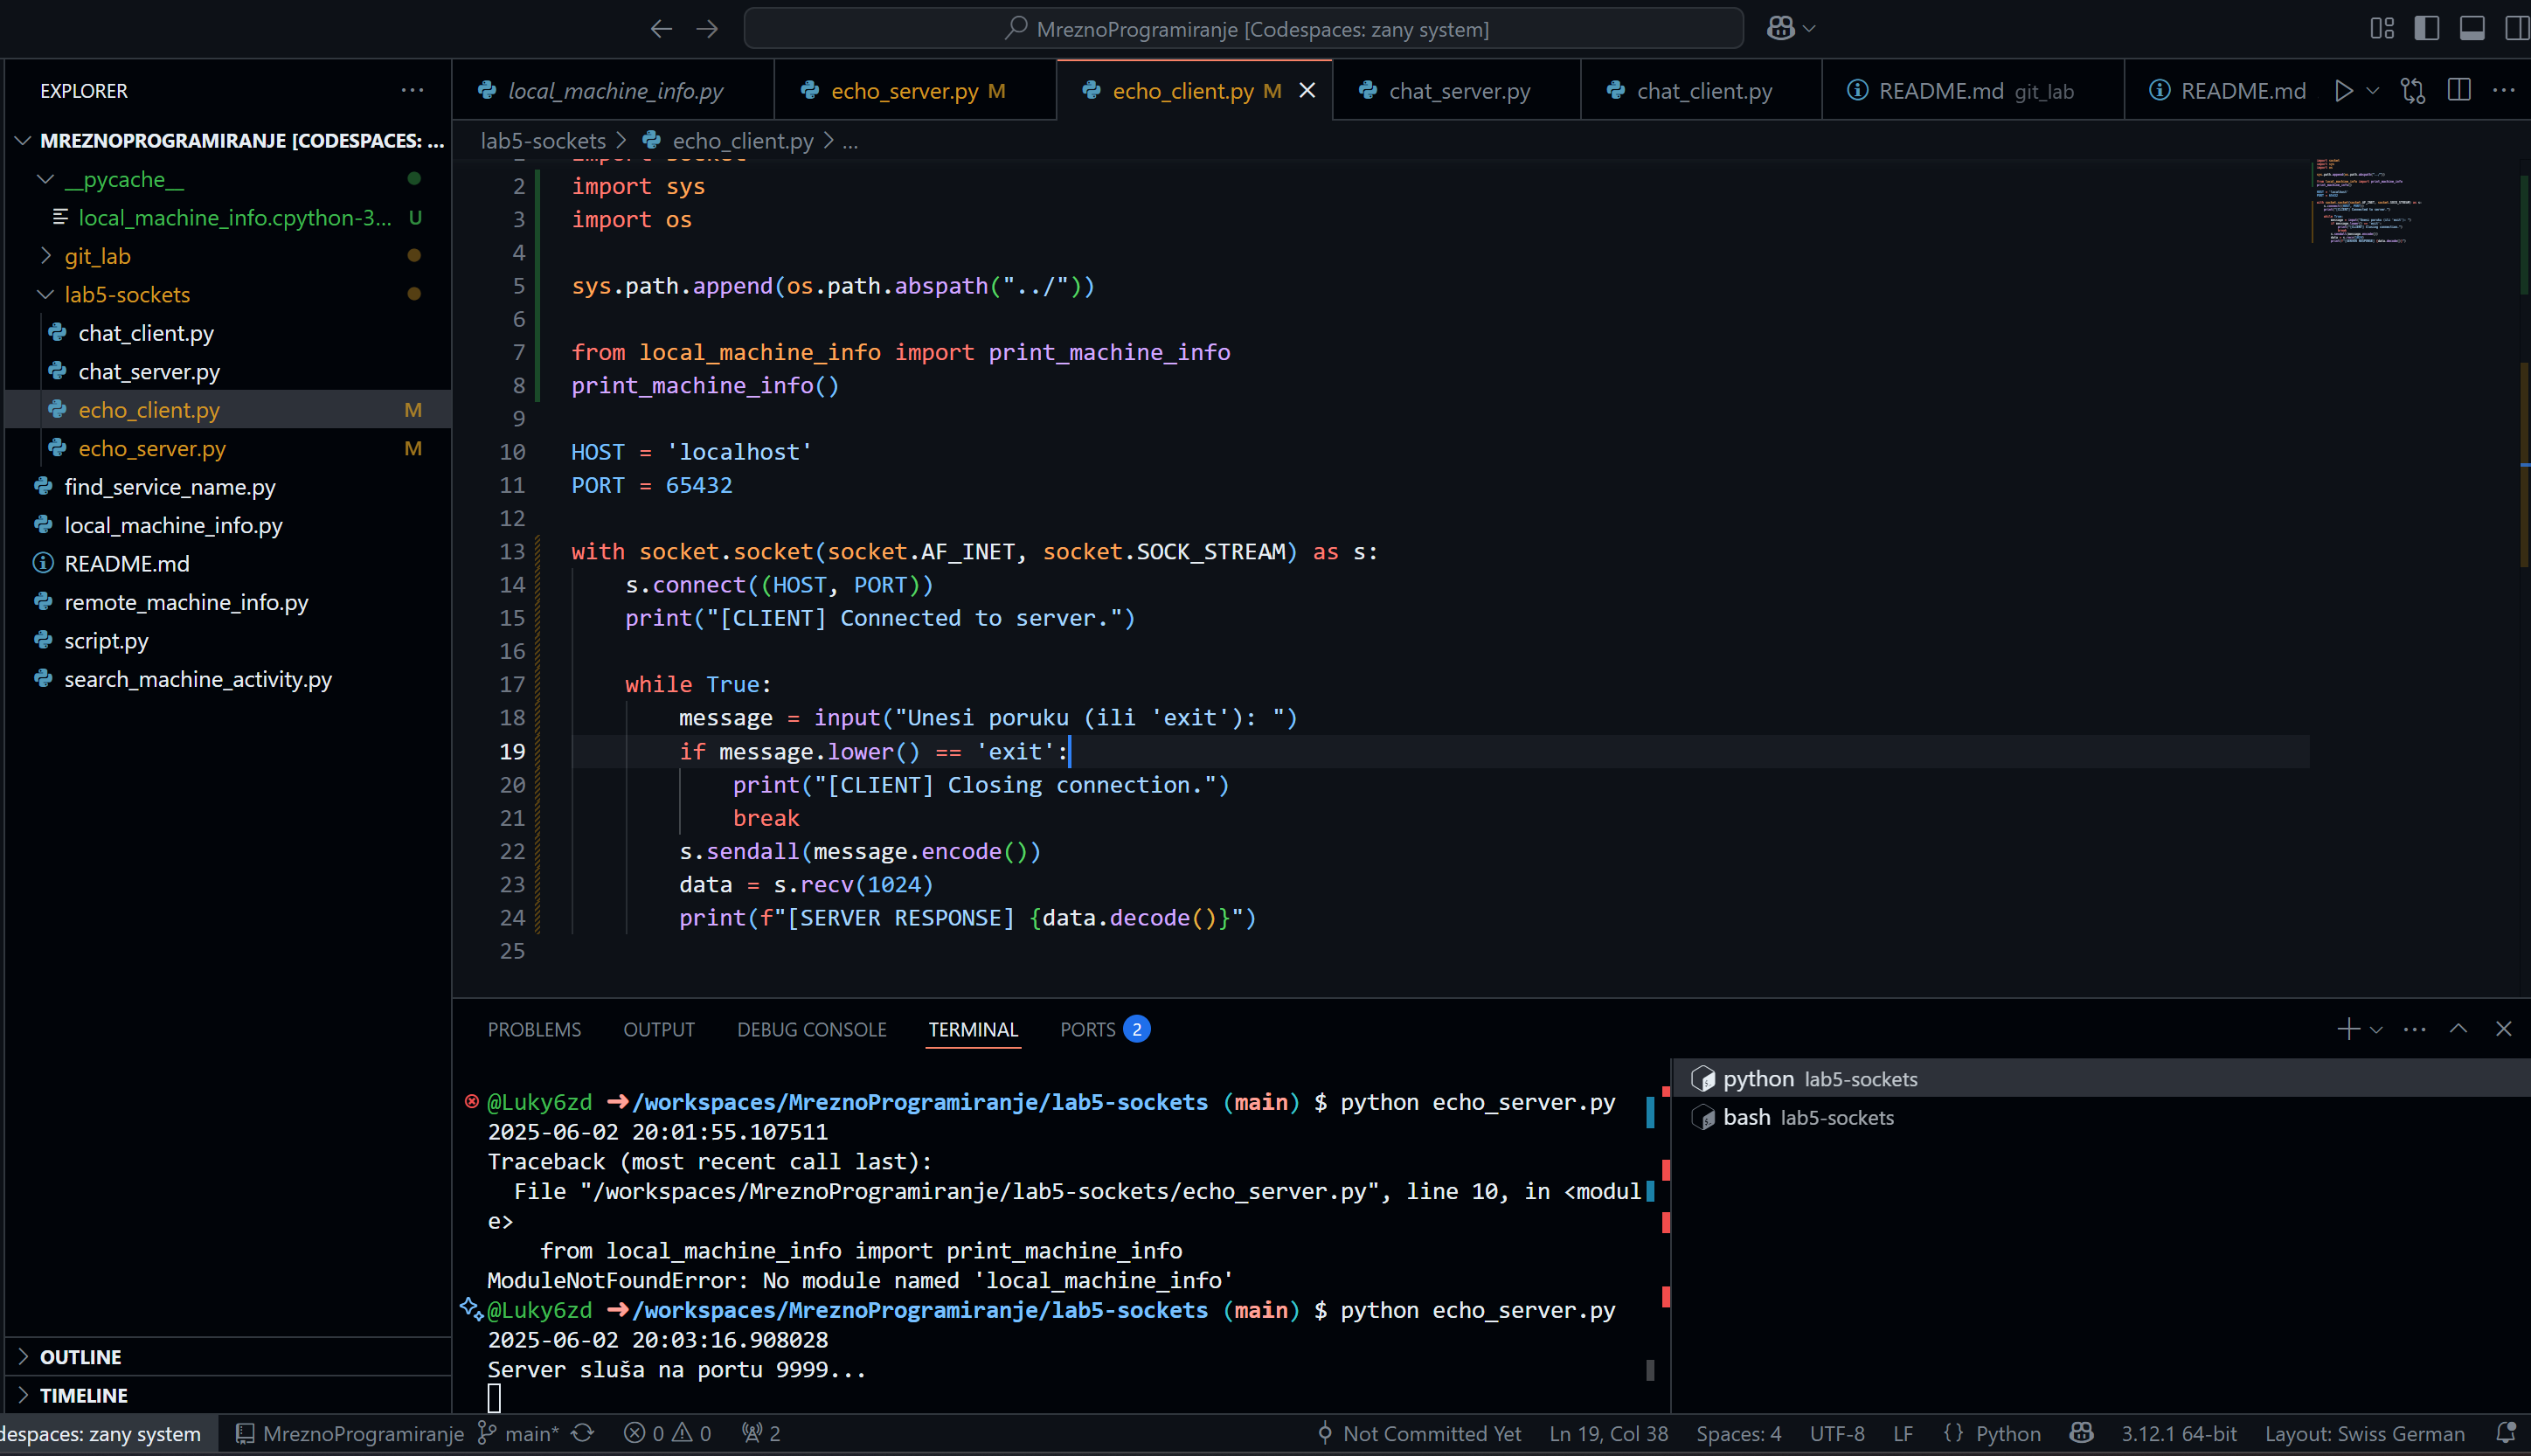 MreznoProgramiranje [Codespaces: zany system]
EXPLORER
local_machine_info.py
echo_server.py M
echo_client.py M
chat_server.py
chat_client.py
README.md git_lab
README.md
MREZNOPROGRAMIRANJE [CODESPACES: ...
__pycache__
local_machine_info.cpython-3... U
git_lab
lab5-sockets
chat_client.py
chat_server.py
echo_client.py M
echo_server.py M
find_service_name.py
local_machine_info.py
README.md
remote_machine_info.py
script.py
search_machine_activity.py
OUTLINE
TIMELINE
lab5-sockets > echo_client.py > ...
import socket
2 import sys
3 import os
4
5 sys.path.append(os.path.abspath("../"))
6
7 from local_machine_info import print_machine_info
8 print_machine_info()
9
10 HOST = 'localhost'
11 PORT = 65432
12
13 with socket.socket(socket.AF_INET, socket.SOCK_STREAM) as s:
14 s.connect((HOST, PORT))
15 print("[CLIENT] Connected to server.")
16
17 while True:
18 message = input("Unesi poruku (ili 'exit'): ")
19 if message.lower() == 'exit':
20 print("[CLIENT] Closing connection.")
21 break
22 s.sendall(message.encode())
23 data = s.recv(1024)
24 print(f"[SERVER RESPONSE] {data.decode()}")
25
PROBLEMS OUTPUT DEBUG CONSOLE TERMINAL PORTS 2
@Luky6zd ➜/workspaces/MreznoProgramiranje/lab5-sockets (main) $ python echo_server.py
2025-06-02 20:01:55.107511
Traceback (most recent call last):
File "/workspaces/MreznoProgramiranje/lab5-sockets/echo_server.py", line 10, in <modul
e>
from local_machine_info import print_machine_info
ModuleNotFoundError: No module named 'local_machine_info'
@Luky6zd ➜/workspaces/MreznoProgramiranje/lab5-sockets (main) $ python echo_server.py
2025-06-02 20:03:16.908028
Server sluša na portu 9999...
python lab5-sockets
bash lab5-sockets
despaces: zany system MreznoProgramiranje main* 0 0 2 Not Committed Yet Ln 19, Col 38 Spaces: 4 UTF-8 LF {} Python 3.12.1 64-bit Layout: Swiss German